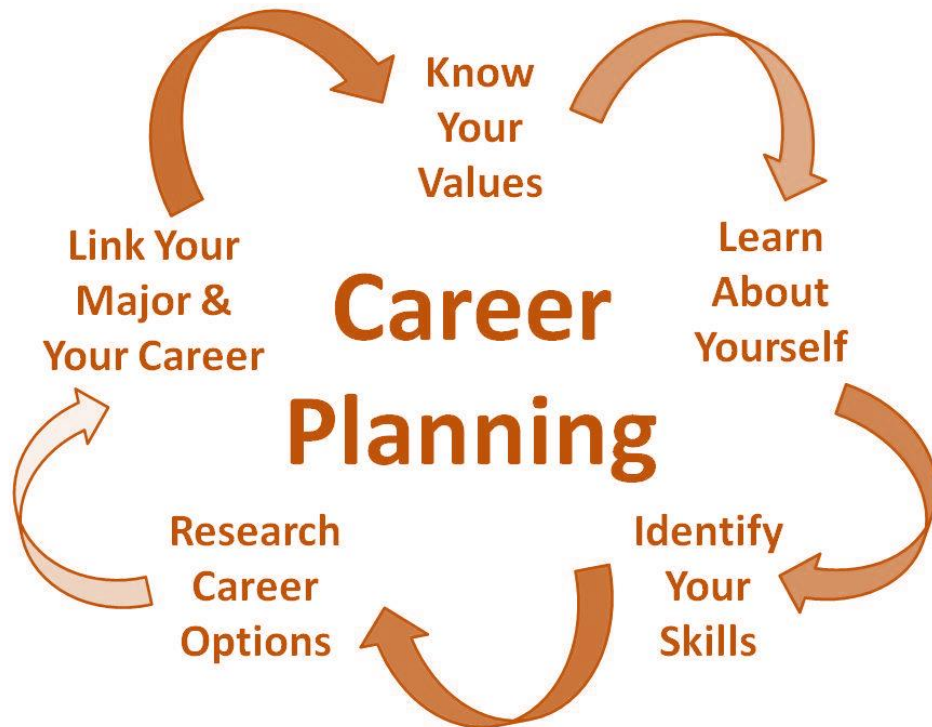 Know
Your
Values
Learn
About
Yourself
Identify
Your
Skills
Research
Career
Options
Link Your
Major &
Your Career
Career
Planning